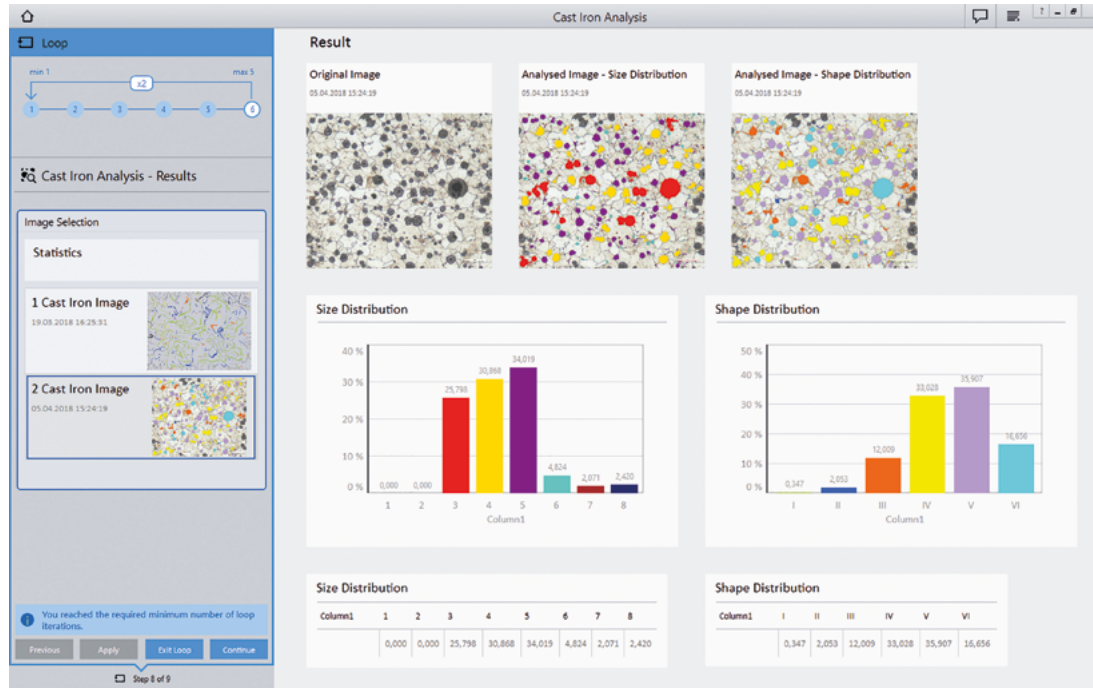 Cast Iron Analysis
?
Loop
min 1
x2
max 5
1 2 3 4 5 6
Cast Iron Analysis - Results
Image Selection
Statistics
1 Cast Iron Image
19.03.2018 16:25:31
2 Cast Iron Image
05.04.2018 15:24:19
You reached the required minimum number of loop
iterations.
Previous Apply Exit Loop Continue
Step 8 of 9
Result
Original Image
05.04.2018 15:24:19
Analysed Image - Size Distribution
05.04.2018 15:24:19
Analysed Image - Shape Distribution
05.04.2018 15:24:19
Size Distribution
40 %
30 %
20 %
10 %
0 %
0,000 0,000 25,798 30,868 34,019 4,824 2,071 2,420
1 2 3 4 5 6 7 8
Column1
Shape Distribution
50 %
40 %
30 %
20 %
10 %
0 %
0,347 2,053 12,009 33,028 35,907 16,656
I II III IV V VI
Column1
Size Distribution
Column1 1 2 3 4 5 6 7 8
0,000 0,000 25,798 30,868 34,019 4,824 2,071 2,420
Shape Distribution
Column1 I II III IV V VI
0,347 2,053 12,009 33,028 35,907 16,656